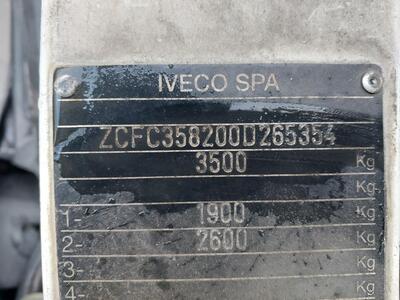 IVECO SPA
ZCFC358200D265354
3500 Kg
Kg
1- 1900 Kg
2- 2600 Kg
3- Kg
4- Kg